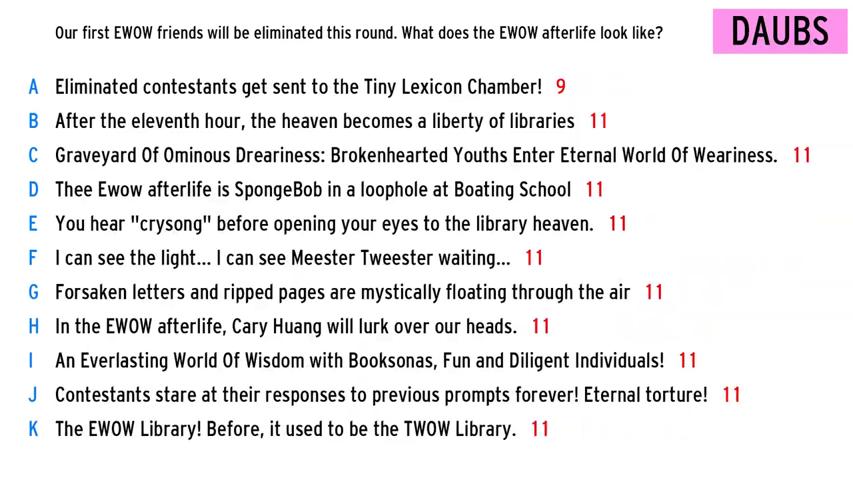 Our first EWOW friends will be eliminated this round. What does the EWOW afterlife look like?
DAUBS
A Eliminated contestants get sent to the Tiny Lexicon Chamber! 9
B After the eleventh hour, the heaven becomes a liberty of libraries 11
C Graveyard Of Ominous Dreariness: Brokenhearted Youths Enter Eternal World Of Weariness. 11
D Thee Ewow afterlife is SpongeBob in a loophole at Boating School 11
E You hear "crysong" before opening your eyes to the library heaven. 11
F I can see the light... I can see Meester Tweester waiting... 11
G Forsaken letters and ripped pages are mystically floating through the air 11
H In the EWOW afterlife, Cary Huang will lurk over our heads. 11
I An Everlasting World Of Wisdom with Booksonas, Fun and Diligent Individuals! 11
J Contestants stare at their responses to previous prompts forever! Eternal torture! 11
K The EWOW Library! Before, it used to be the TWOW Library. 11